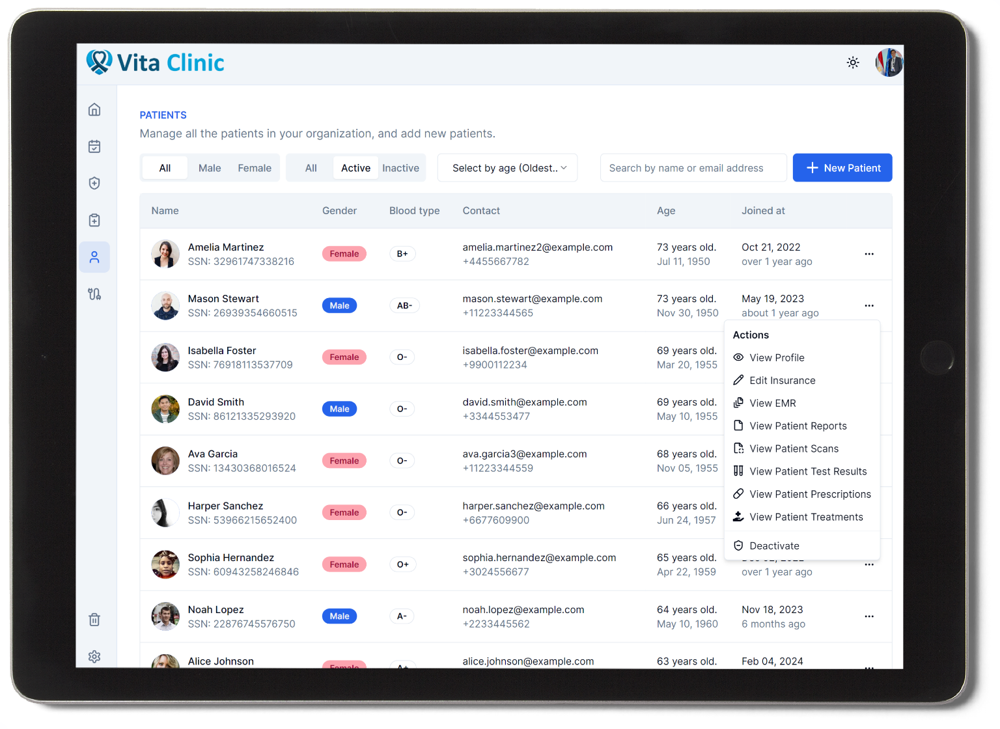 Vita Clinic
PATIENTS
Manage all the patients in your organization, and add new patients.
All Male Female All Active Inactive Select by age (Oldest.. Search by name or email address New Patient
Name Gender Blood type Contact Age Joined at
Amelia Martinez Female B+ amelia.martinez2@example.com 73 years old. Oct 21, 2022
SSN: 32961747338216 +4455667782 Jul 11, 1950 over 1 year ago
Mason Stewart Male AB- mason.stewart@example.com 73 years old. May 19, 2023
SSN: 26939354660515 +11223344565 Nov 30, 1950 about 1 year ago
Isabella Foster Female O- isabella.foster@example.com 69 years old.
SSN: 76918113537709 +9900112234 Mar 20, 1955
David Smith Male O- david.smith@example.com 69 years old.
SSN: 86121335293920 +3344553477 May 10, 1955
Ava Garcia Female O- ava.garcia3@example.com 68 years old.
SSN: 13430368016524 +11223344559 Nov 05, 1955
Harper Sanchez Female O- harper.sanchez@example.com 66 years old.
SSN: 53966215652400 +6677609900 Jun 24, 1957
Sophia Hernandez Female O+ sophia.hernandez@example.com 65 years old.
SSN: 60943258246846 +3024556677 Apr 22, 1959 over 1 year ago
Noah Lopez Male A- noah.lopez@example.com 64 years old. Nov 18, 2023
SSN: 22876745576750 +2233445562 May 10, 1960 6 months ago
Alice Johnson Female A+ alice.johnson@example.com 63 years old. Feb 04, 2024
Actions
View Profile
Edit Insurance
View EMR
View Patient Reports
View Patient Scans
View Patient Test Results
View Patient Prescriptions
View Patient Treatments
Deactivate